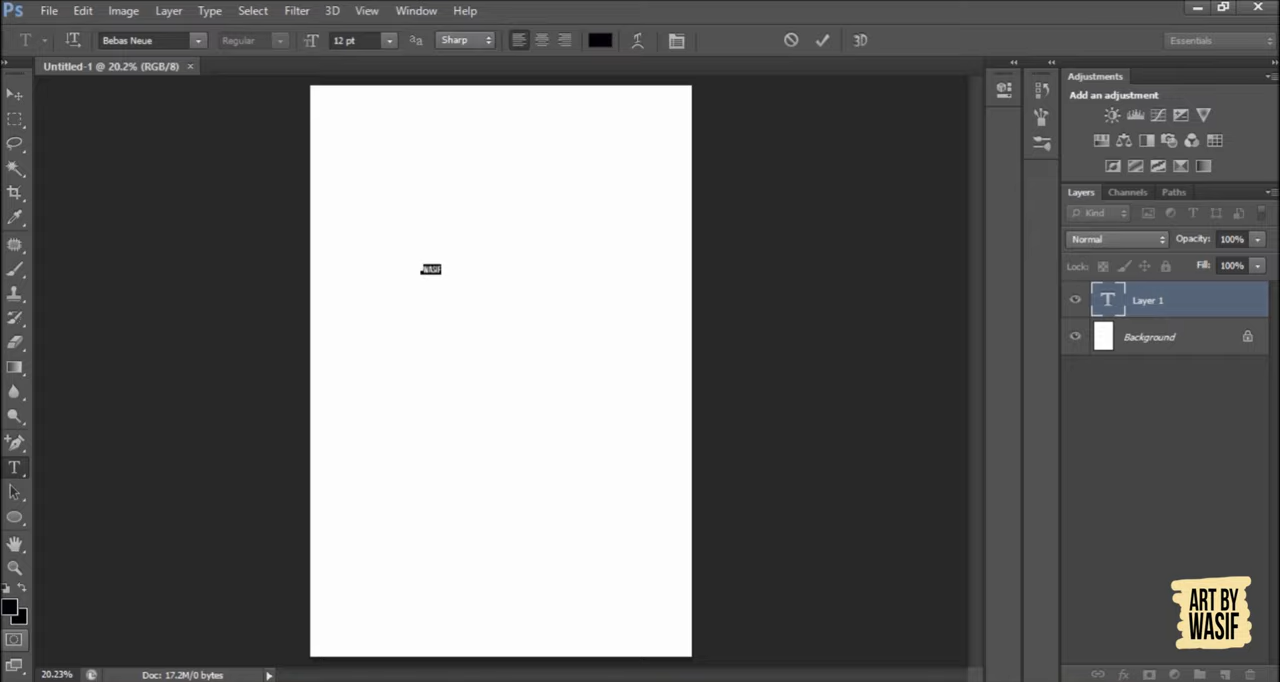 Ps File Edit Image Layer Type Select Filter 3D View Window Help
T Bebas Neue Regular 12 pt Sharp 3D Essentials
Untitled-1 @ 20.2% (RGB/8) ×
Adjustments
Add an adjustment
Layers Channels Paths
Kind
Normal Opacity: 100%
Lock: Fill: 100%
WASIF
T Layer 1
Background
T
ART BY
WASIF
20.23% Doc: 17.2M/0 bytes